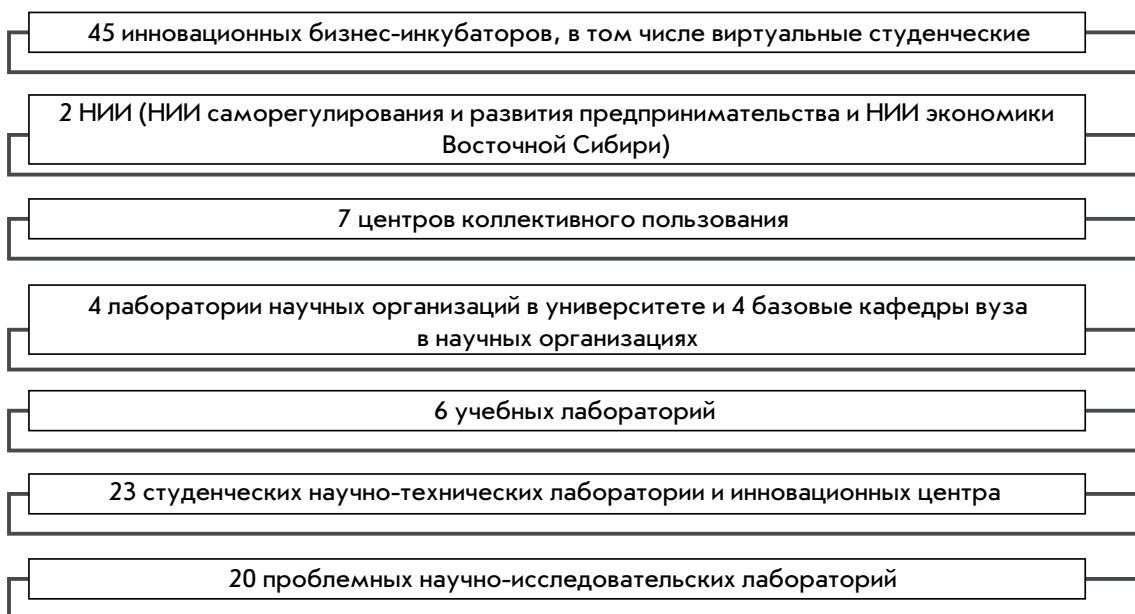 45 инновационных бизнес-инкубаторов, в том числе виртуальные студенческие
2 НИИ (НИИ саморегулирования и развития предпринимательства и НИИ экономики
Восточной Сибири)
7 центров коллективного пользования
4 лаборатории научных организаций в университете и 4 базовые кафедры вуза
в научных организациях
6 учебных лабораторий
23 студенческих научно-технических лаборатории и инновационных центра
20 проблемных научно-исследовательских лабораторий